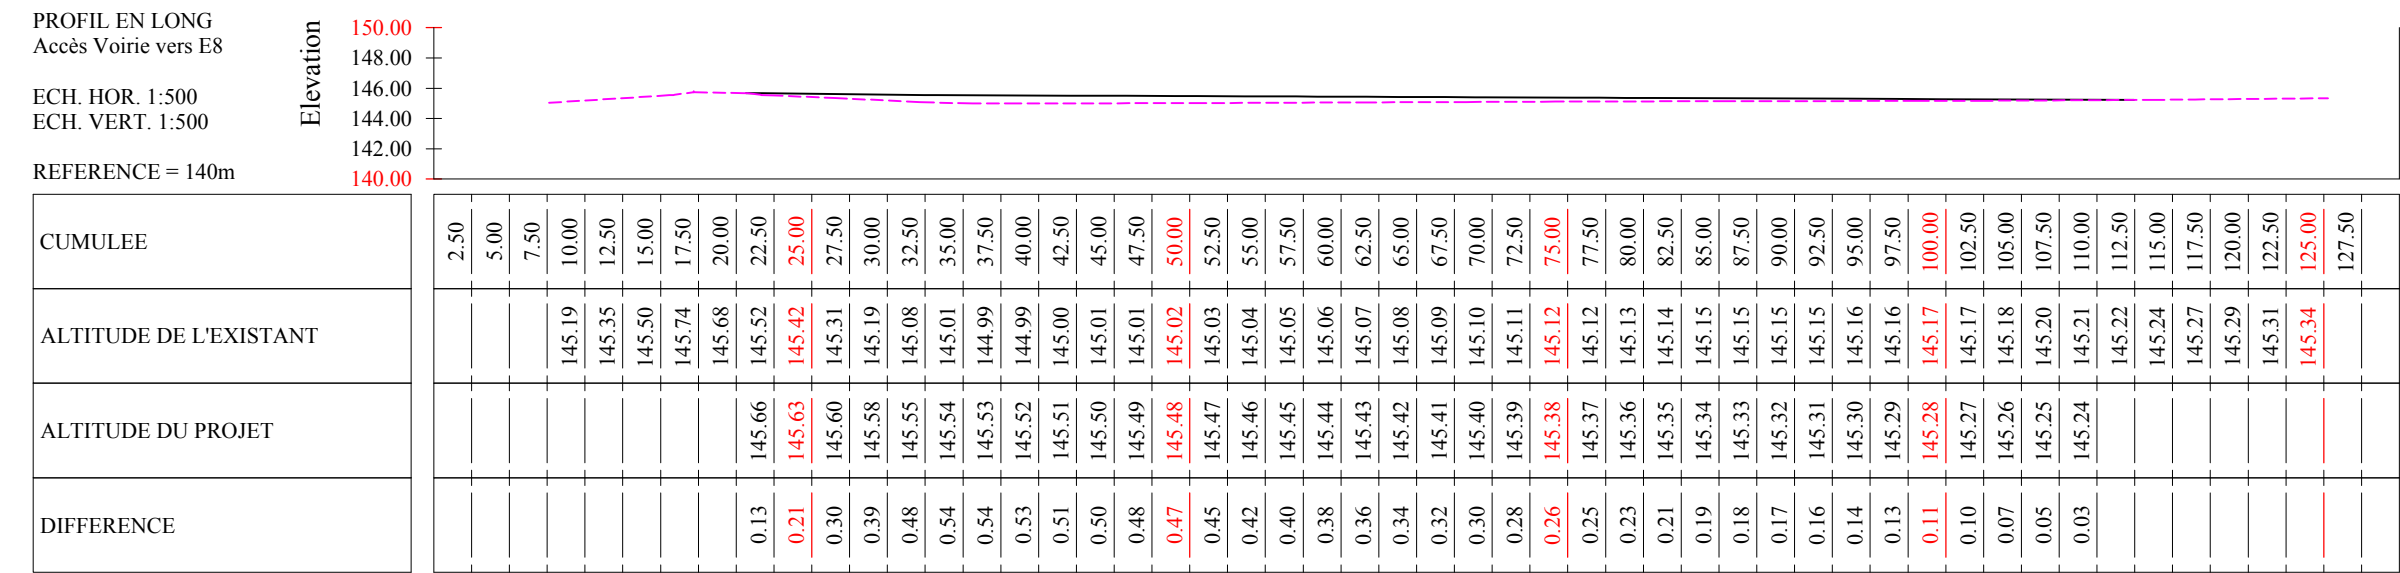 PROFIL EN LONG
Accès Voirie vers E8
ECH. HOR. 1:500
ECH. VERT. 1:500
REFERENCE = 140m
Elevation
150.00
148.00
146.00
144.00
142.00
140.00
CUMULEE 2.50 5.00 7.50 10.00 12.50 15.00 17.50 20.00 22.50 25.00 27.50 30.00 32.50 35.00 37.50 40.00 42.50 45.00 47.50 50.00 52.50 55.00 57.50 60.00 62.50 65.00 67.50 70.00 72.50 75.00 77.50 80.00 82.50 85.00 87.50 90.00 92.50 95.00 97.50 100.00 102.50 105.00 107.50 110.00 112.50 115.00 117.50 120.00 122.50 125.00 127.50
ALTITUDE DE L'EXISTANT 145.19 145.35 145.50 145.74 145.68 145.52 145.42 145.31 145.19 145.08 145.01 144.99 144.99 145.00 145.01 145.01 145.02 145.03 145.04 145.05 145.06 145.07 145.08 145.09 145.10 145.11 145.12 145.12 145.13 145.14 145.15 145.15 145.15 145.15 145.16 145.16 145.17 145.17 145.18 145.20 145.21 145.22 145.24 145.27 145.29 145.31 145.34
ALTITUDE DU PROJET 145.66 145.63 145.60 145.58 145.55 145.54 145.53 145.52 145.51 145.50 145.49 145.48 145.47 145.46 145.45 145.44 145.43 145.42 145.41 145.40 145.39 145.38 145.37 145.36 145.35 145.34 145.33 145.32 145.31 145.30 145.29 145.28 145.27 145.26 145.25 145.24
DIFFERENCE 0.13 0.21 0.30 0.39 0.48 0.54 0.54 0.53 0.51 0.50 0.48 0.47 0.45 0.42 0.40 0.38 0.36 0.34 0.32 0.30 0.28 0.26 0.25 0.23 0.21 0.19 0.18 0.17 0.16 0.14 0.13 0.11 0.10 0.07 0.05 0.03